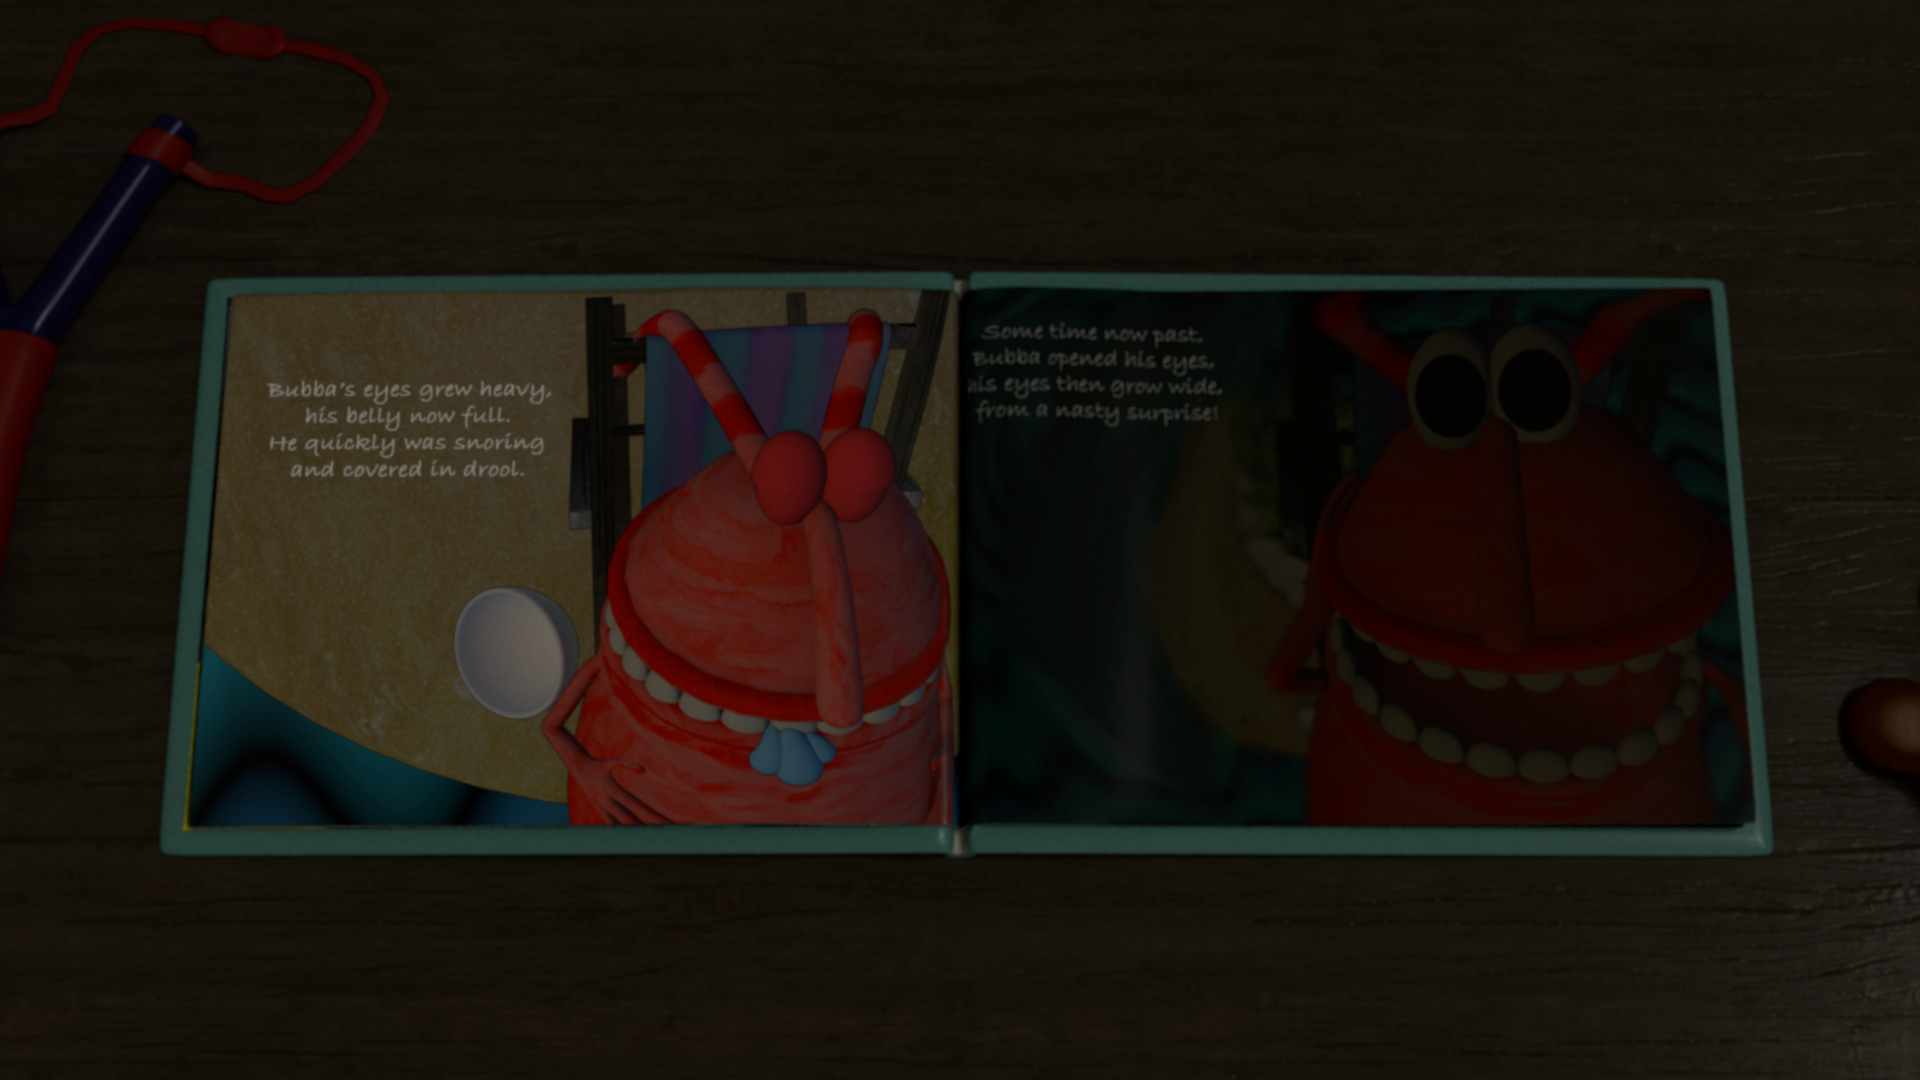 Bubba's eyes grew heavy,
his belly now full.
He quickly was snoring
and covered in drool.
Some time now past,
Bubba opened his eyes,
his eyes then grow wide,
from a nasty surprise!